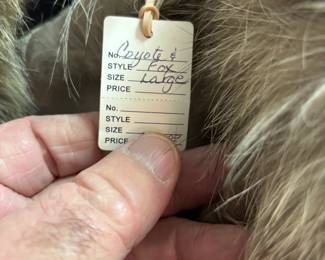 No. Coyote &
STYLE Fox
SIZE Large
PRICE
No.
STYLE
SIZE
PRICE